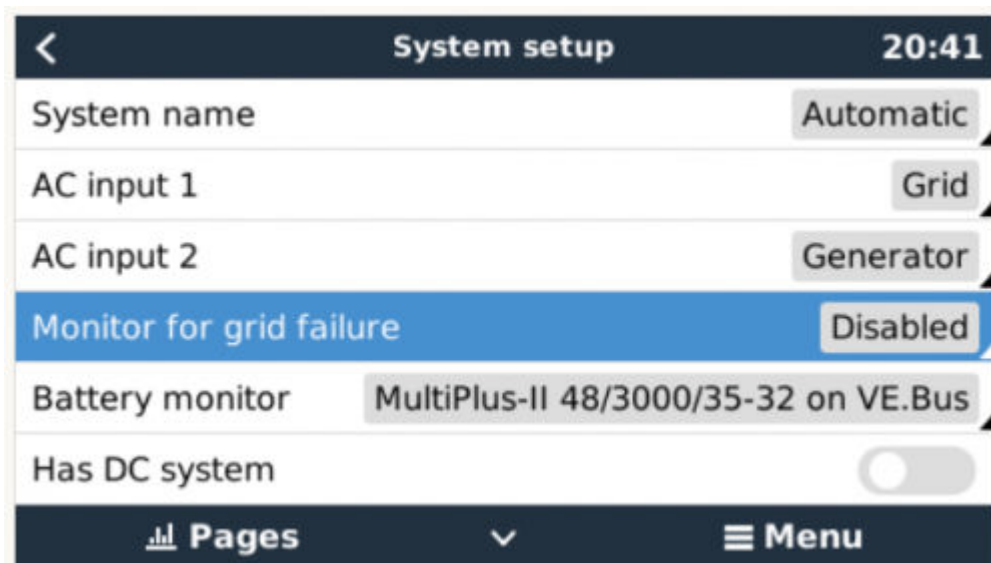 System setup 20:41
System name Automatic
AC input 1 Grid
AC input 2 Generator
Monitor for grid failure Disabled
Battery monitor MultiPlus-II 48/3000/35-32 on VE.Bus
Has DC system
Pages Menu